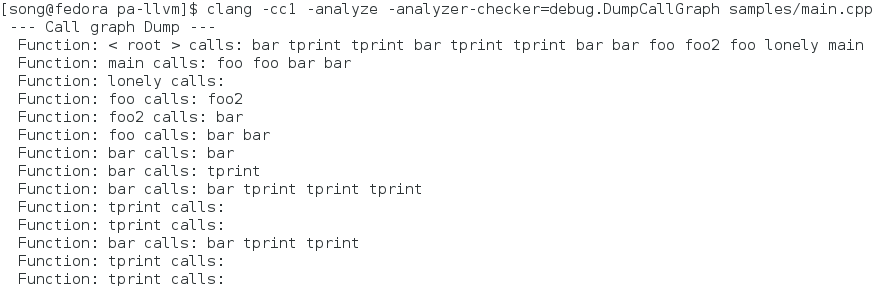 [song@fedora pa-llvm]$ clang -cc1 -analyze -analyzer-checker=debug.DumpCallGraph samples/main.cpp
 --- Call graph Dump ---
  Function: < root > calls: bar tprint tprint bar tprint tprint tprint bar bar foo foo2 foo lonely main
  Function: main calls: foo foo bar bar
  Function: lonely calls:
  Function: foo calls: foo2
  Function: foo2 calls: bar
  Function: foo calls: bar bar
  Function: bar calls: bar
  Function: bar calls: tprint
  Function: bar calls: bar tprint tprint tprint
  Function: tprint calls:
  Function: tprint calls:
  Function: bar calls: bar tprint tprint
  Function: tprint calls:
  Function: tprint calls: